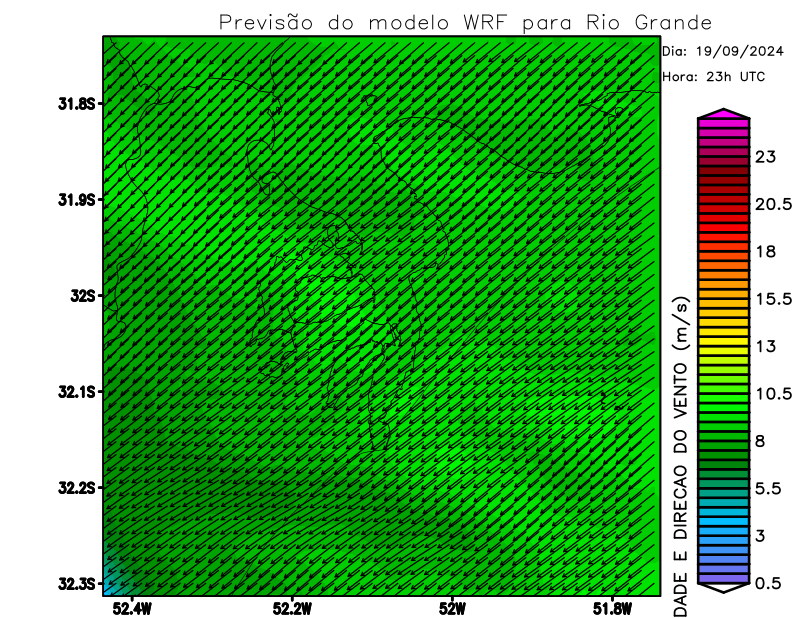 Previsão do modelo WRF para Rio Grande
Dia: 19/09/2024
Hora: 23h UTC
31.8S
31.9S
32S
32.1S
32.2S
32.3S
52.4W
52.2W
52W
51.8W
DADE E DIRECAO DO VENTO (m/s)
23
20.5
18
15.5
13
10.5
8
5.5
3
0.5